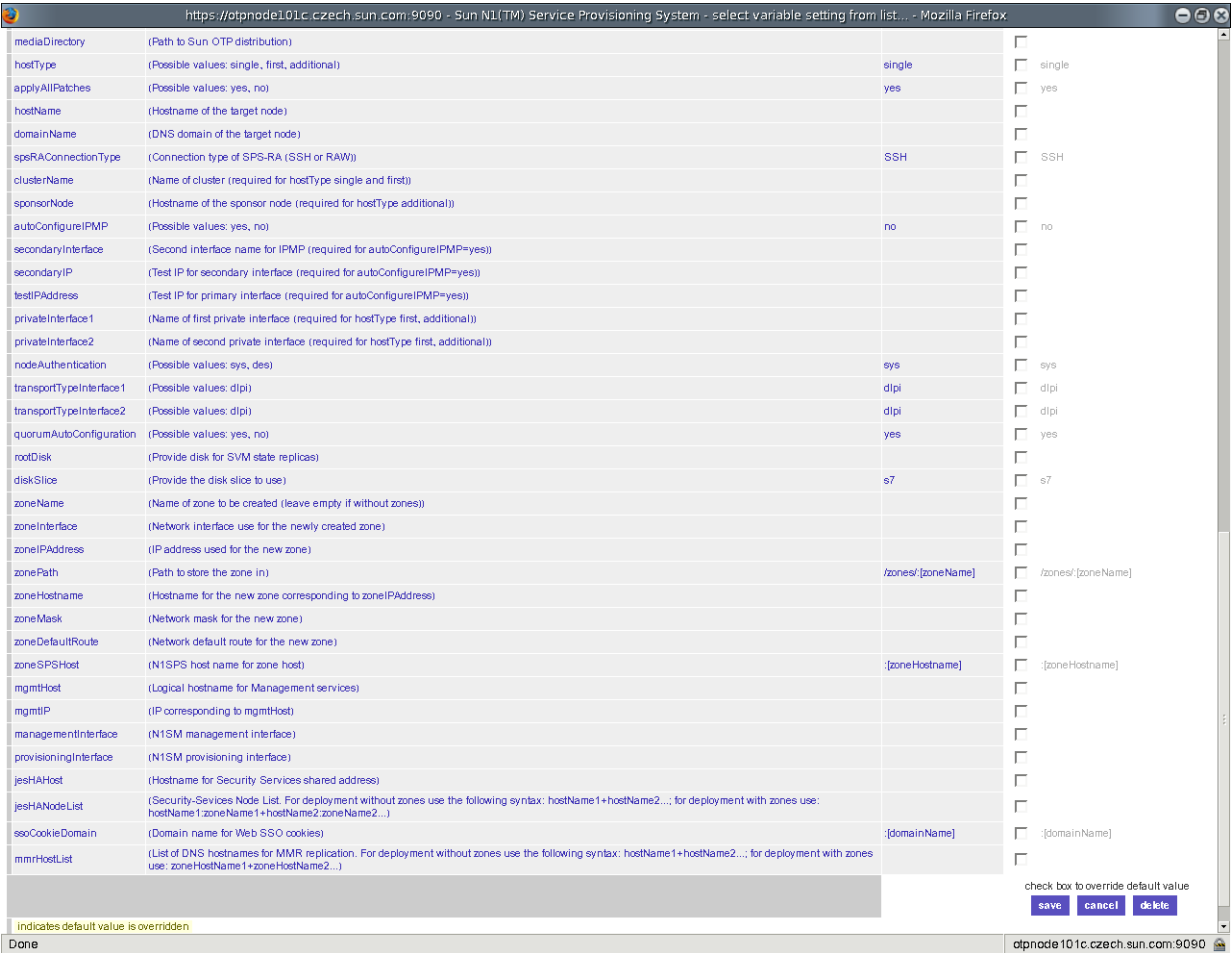 https://otpnode101c.czech.sun.com:9090 - Sun N1(TM) Service Provisioning System - select variable setting from list... - Mozilla Firefox
mediaDirectory (Path to Sun OTP distribution)
hostType (Possible values: single, first, additional) single single
applyAllPatches (Possible values: yes, no) yes yes
hostName (Hostname of the target node)
domainName (DNS domain of the target node)
spsRAConnectionType (Connection type of SPS-RA (SSH or RAW)) SSH SSH
clusterName (Name of cluster (required for hostType single and first))
sponsorNode (Hostname of the sponsor node (required for hostType additional))
autoConfigureIPMP (Possible values: yes, no) no no
secondaryInterface (Second interface name for IPMP (required for autoConfigureIPMP=yes))
secondaryIP (Test IP for secondary interface (required for autoConfigureIPMP=yes))
testIPAddress (Test IP for primary interface (required for autoConfigureIPMP=yes))
privateInterface1 (Name of first private interface (required for hostType first, additional))
privateInterface2 (Name of second private interface (required for hostType first, additional))
nodeAuthentication (Possible values: sys, des) sys sys
transportTypeInterface1 (Possible values: dlpi) dlpi dlpi
transportTypeInterface2 (Possible values: dlpi) dlpi dlpi
quorumAutoConfiguration (Possible values: yes, no) yes yes
rootDisk (Provide disk for SVM state replicas)
diskSlice (Provide the disk slice to use) s7 s7
zoneName (Name of zone to be created (leave empty if without zones))
zoneInterface (Network interface use for the newly created zone)
zoneIPAddress (IP address used for the new zone)
zonePath (Path to store the zone in) /zones/:[zoneName] /zones/:[zoneName]
zoneHostname (Hostname for the new zone corresponding to zoneIPAddress)
zoneMask (Network mask for the new zone)
zoneDefaultRoute (Network default route for the new zone)
zoneSPSHost (N1SPS host name for zone host) :[zoneHostname] :[zoneHostname]
mgmtHost (Logical hostname for Management services)
mgmtIP (IP corresponding to mgmtHost)
managementInterface (N1SM management interface)
provisioningInterface (N1SM provisioning interface)
jesHAHost (Hostname for Security Services shared address)
jesHANodeList (Security-Sevices Node List. For deployment without zones use the following syntax: hostName1+hostName2...; for deployment with zones use:
hostName1:zoneName1+hostName2:zoneName2...)
ssoCookieDomain (Domain name for Web SSO cookies) :[domainName] :[domainName]
mmrHostList (List of DNS hostnames for MMR replication. For deployment without zones use the following syntax: hostName1+hostName2...; for deployment with zones
use: zoneHostName1+zoneHostName2...)
check box to override default value
save cancel delete
indicates default value is overridden
Done otpnode101c.czech.sun.com:9090